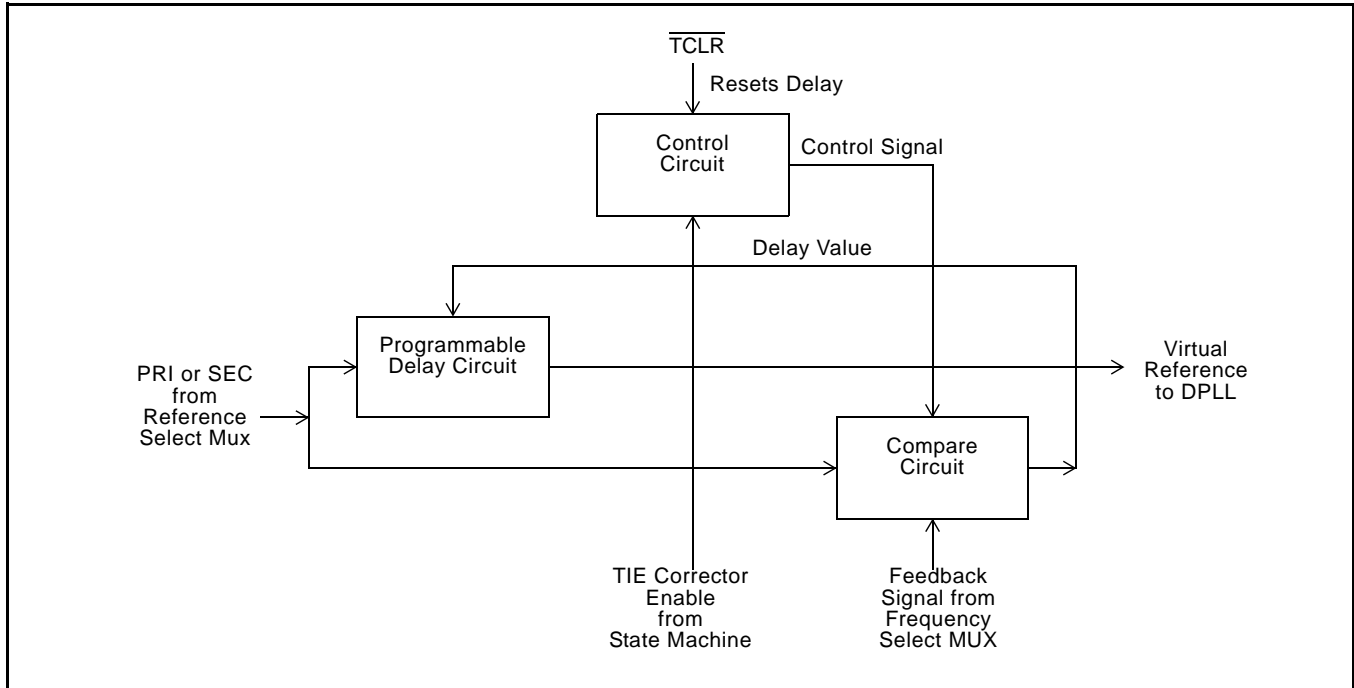 TCLR
Resets Delay
Control
Circuit
Control Signal
Delay Value
Programmable
Delay Circuit
PRI or SEC
from
Reference
Select Mux
Virtual
Reference
to DPLL
Compare
Circuit
TIE Corrector
Enable
from
State Machine
Feedback
Signal from
Frequency
Select MUX